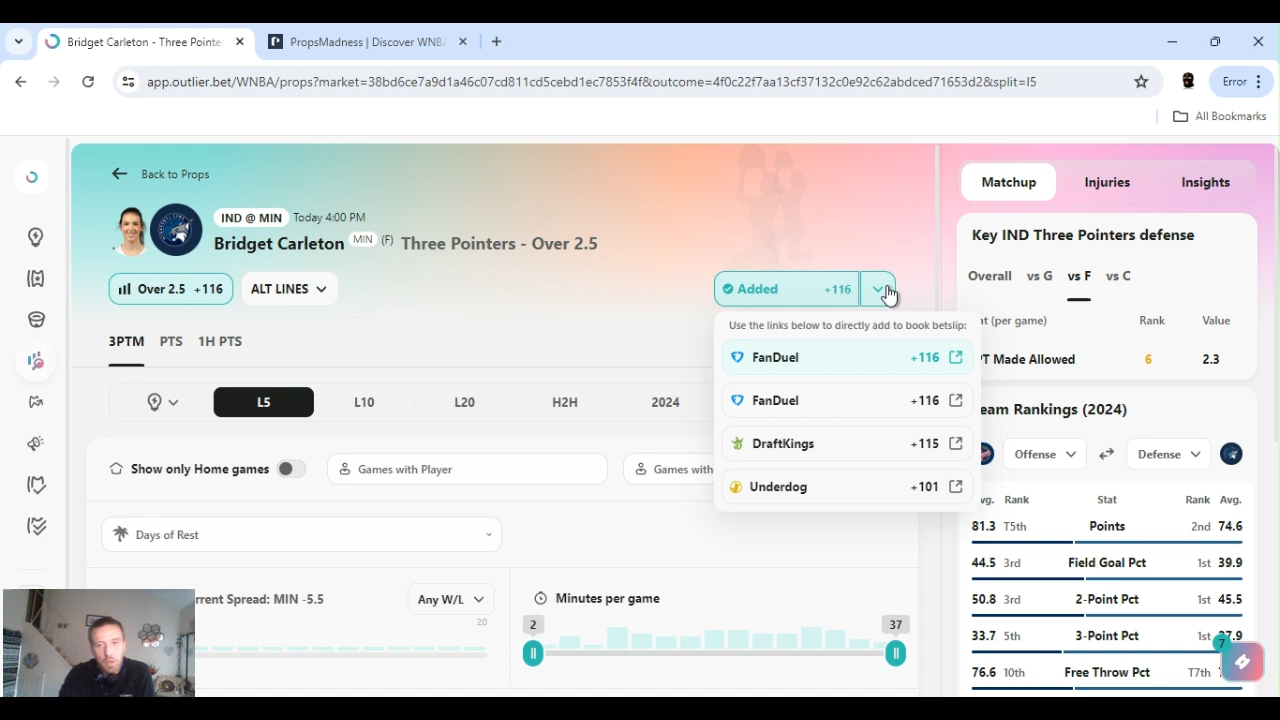 Bridget Carleton - Three Pointe
PropsMadness | Discover WNB
app.outlier.bet/WNBA/props?market=38bd6ce7a9d1a46c07cd811cd5cebd1ec7853f4f&outcome=4f0c22f7aa13cf37132c0e92c62abdced71653d2&split=l5
Error
All Bookmarks
Back to Props
IND @ MIN Today 4:00 PM
Bridget Carleton MIN (F) Three Pointers - Over 2.5
Over 2.5 +116
ALT LINES
Added +116
Use the links below to directly add to book betslip:
FanDuel +116
FanDuel +116
DraftKings +115
Underdog +101
3PTM PTS 1H PTS
L5 L10 L20 H2H 2024
Show only Home games
Games with Player
Games with
Days of Rest
rrent Spread: MIN -5.5
Any W/L
20
Minutes per game
2 37
Matchup Injuries Insights
Key IND Three Pointers defense
Overall vs G vs F vs C
t (per game) Rank Value
PT Made Allowed 6 2.3
eam Rankings (2024)
Offense Defense
vg. Rank Stat Rank Avg.
81.3 T5th Points 2nd 74.6
44.5 3rd Field Goal Pct 1st 39.9
50.8 3rd 2-Point Pct 1st 45.5
33.7 5th 3-Point Pct 1st 7.9
7
76.6 10th Free Throw Pct T7th